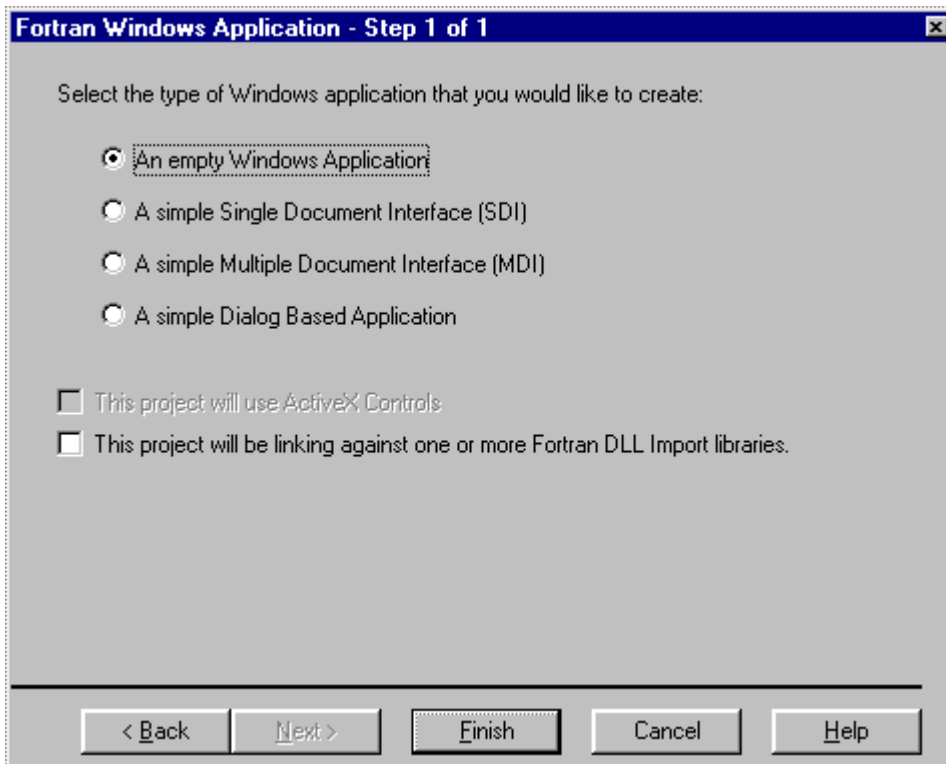 Fortran Windows Application - Step 1 of 1
Select the type of Windows application that you would like to create:
An empty Windows Application
A simple Single Document Interface (SDI)
A simple Multiple Document Interface (MDI)
A simple Dialog Based Application
This project will use ActiveX Controls
This project will be linking against one or more Fortran DLL Import libraries.
< Back Next > Finish Cancel Help